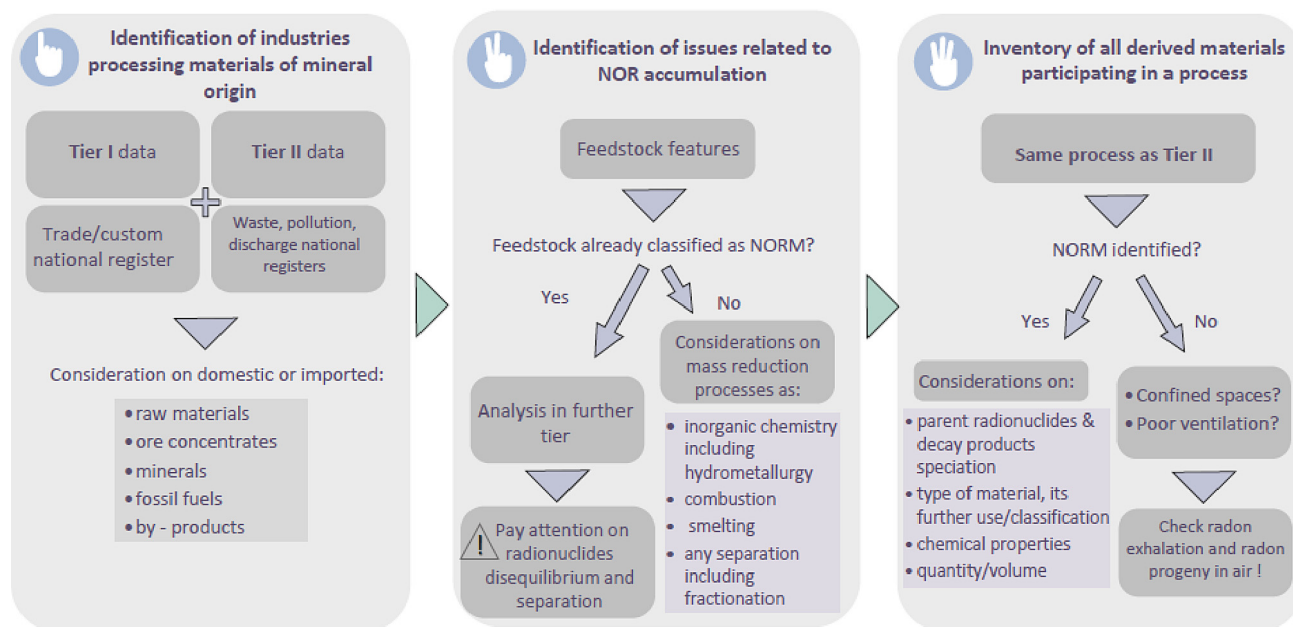 Identification of industries
processing materials of mineral
origin
Tier I data
Tier II data
Trade/custom
national register
Waste, pollution,
discharge national
registers
Consideration on domestic or imported:
• raw materials
• ore concentrates
• minerals
• fossil fuels
• by - products
Identification of issues related to
NOR accumulation
Feedstock features
Feedstock already classified as NORM?
Yes
No
Analysis in further
tier
Pay attention on
radionuclides
disequilibrium and
separation
Considerations on
mass reduction
processes as:
• inorganic chemistry
including
hydrometallurgy
• combustion
• smelting
• any separation
including
fractionation
Inventory of all derived materials
participating in a process
Same process as Tier II
NORM identified?
Yes
No
Considerations on:
• parent radionuclides &
decay products
speciation
• type of material, its
further use/classification
• chemical properties
• quantity/volume
• Confined spaces?
• Poor ventilation?
Check radon
exhalation and radon
progeny in air !